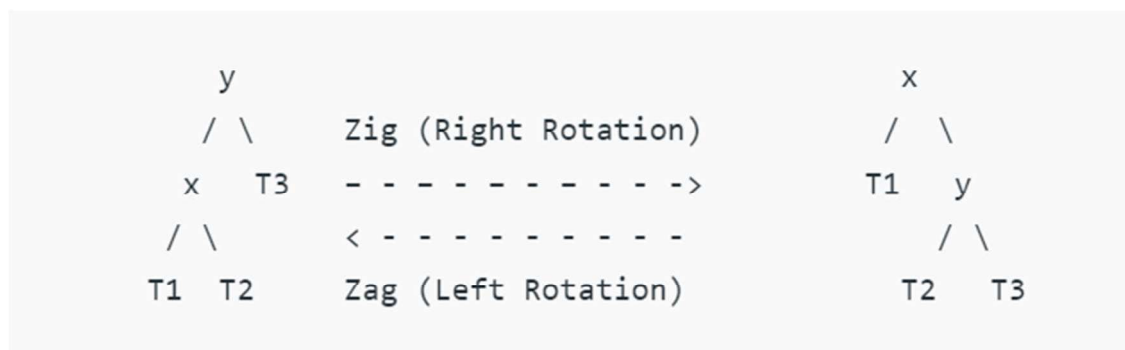 y x
/ \ Zig (Right Rotation) / \
x T3 - - - - - - - - - -> T1 y
/ \ < - - - - - - - - - / \
T1 T2 Zag (Left Rotation) T2 T3